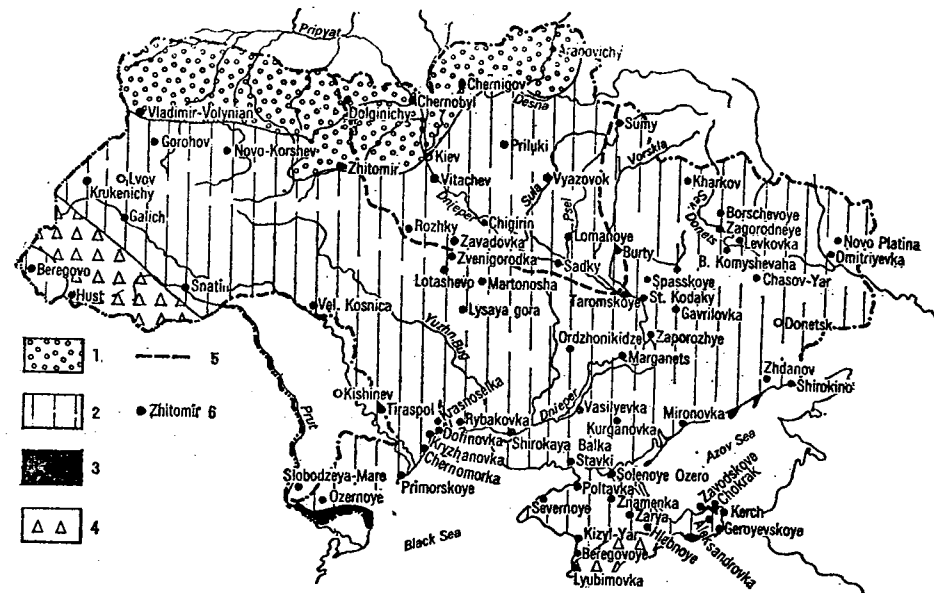 Pripyat
Aranovichy
Chernigov
Chernobyl
Desna
Vladimir-Volynian
Dolginichy
Sumy
Gorohov
Novo-Korshev
Kiev
Priluki
Vorskla
Zhitomir
Lvov
Krukenichy
Vitachev
Sula
Vyazovok
Kharkov
Dnieper
Psel
Sev. Donets
Galich
Chigirin
Borschevoye
Rozhky
Lomanoye
Zagorodneye
Zavadovka
Levkovka
Novo Platina
Zvenigorodka
Burty
B. Komyshevaha
Dmitriyevka
Beregovo
Sadky
Lotashevo
Martonosha
Spasskoye
Chasov-Yar
Hust
Snatin
Taromskoye
St. Kodaky
Vel. Kosnica
Lysaya gora
Gavrilovka
Yuzhn. Bug
Donetsk
Ordzhonikidze
Zaporozhye
Marganets
1.
5
Zhdanov
Shirokino
Kishinev
Krasnoselka
Dnieper
Vasilyevka
2
Zhitomir 6
Tiraspol
Rybakovka
Mironovka
Prut
Dofinovka
Shirokaya Balka
Kurganovka
Kryzhanovka
Azov Sea
3
Chernomorka
Stavki
Slobodzeya-Mare
Primorskoye
Solenoye Ozero
Ozernoye
Poltavka
Zavodskoye
Chokrak
Severnoye
Znamenka
Kerch
4
Zarya
Geroyevskoye
Black Sea
Kizyl-Yar
Hlebnoye
Aleksandrovka
Beregovoye
Lyubimovka